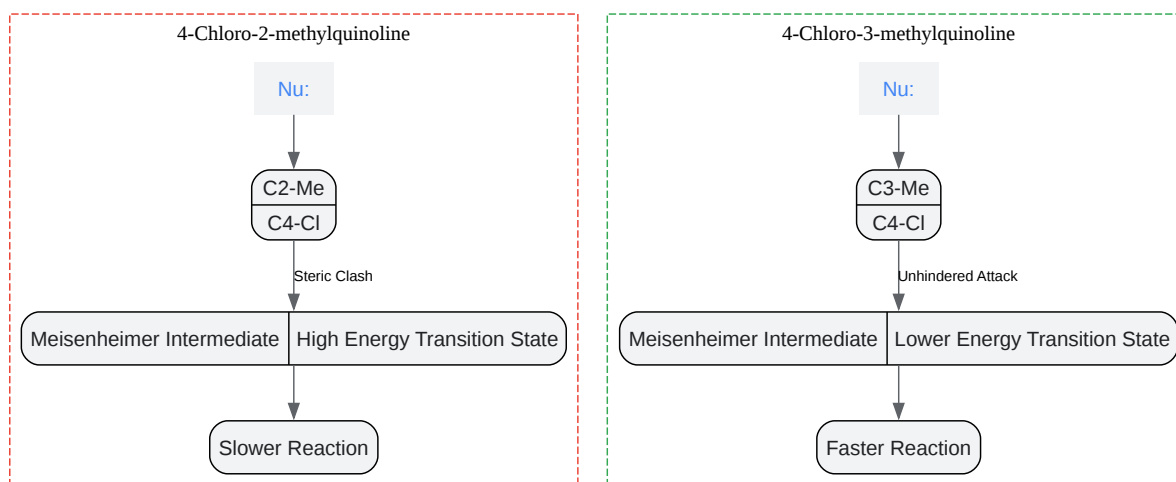 4-Chloro-2-methylquinoline
Nu:
C2-Me
C4-Cl
Steric Clash
Meisenheimer Intermediate
High Energy Transition State
Slower Reaction
4-Chloro-3-methylquinoline
Nu:
C3-Me
C4-Cl
Unhindered Attack
Meisenheimer Intermediate
Lower Energy Transition State
Faster Reaction